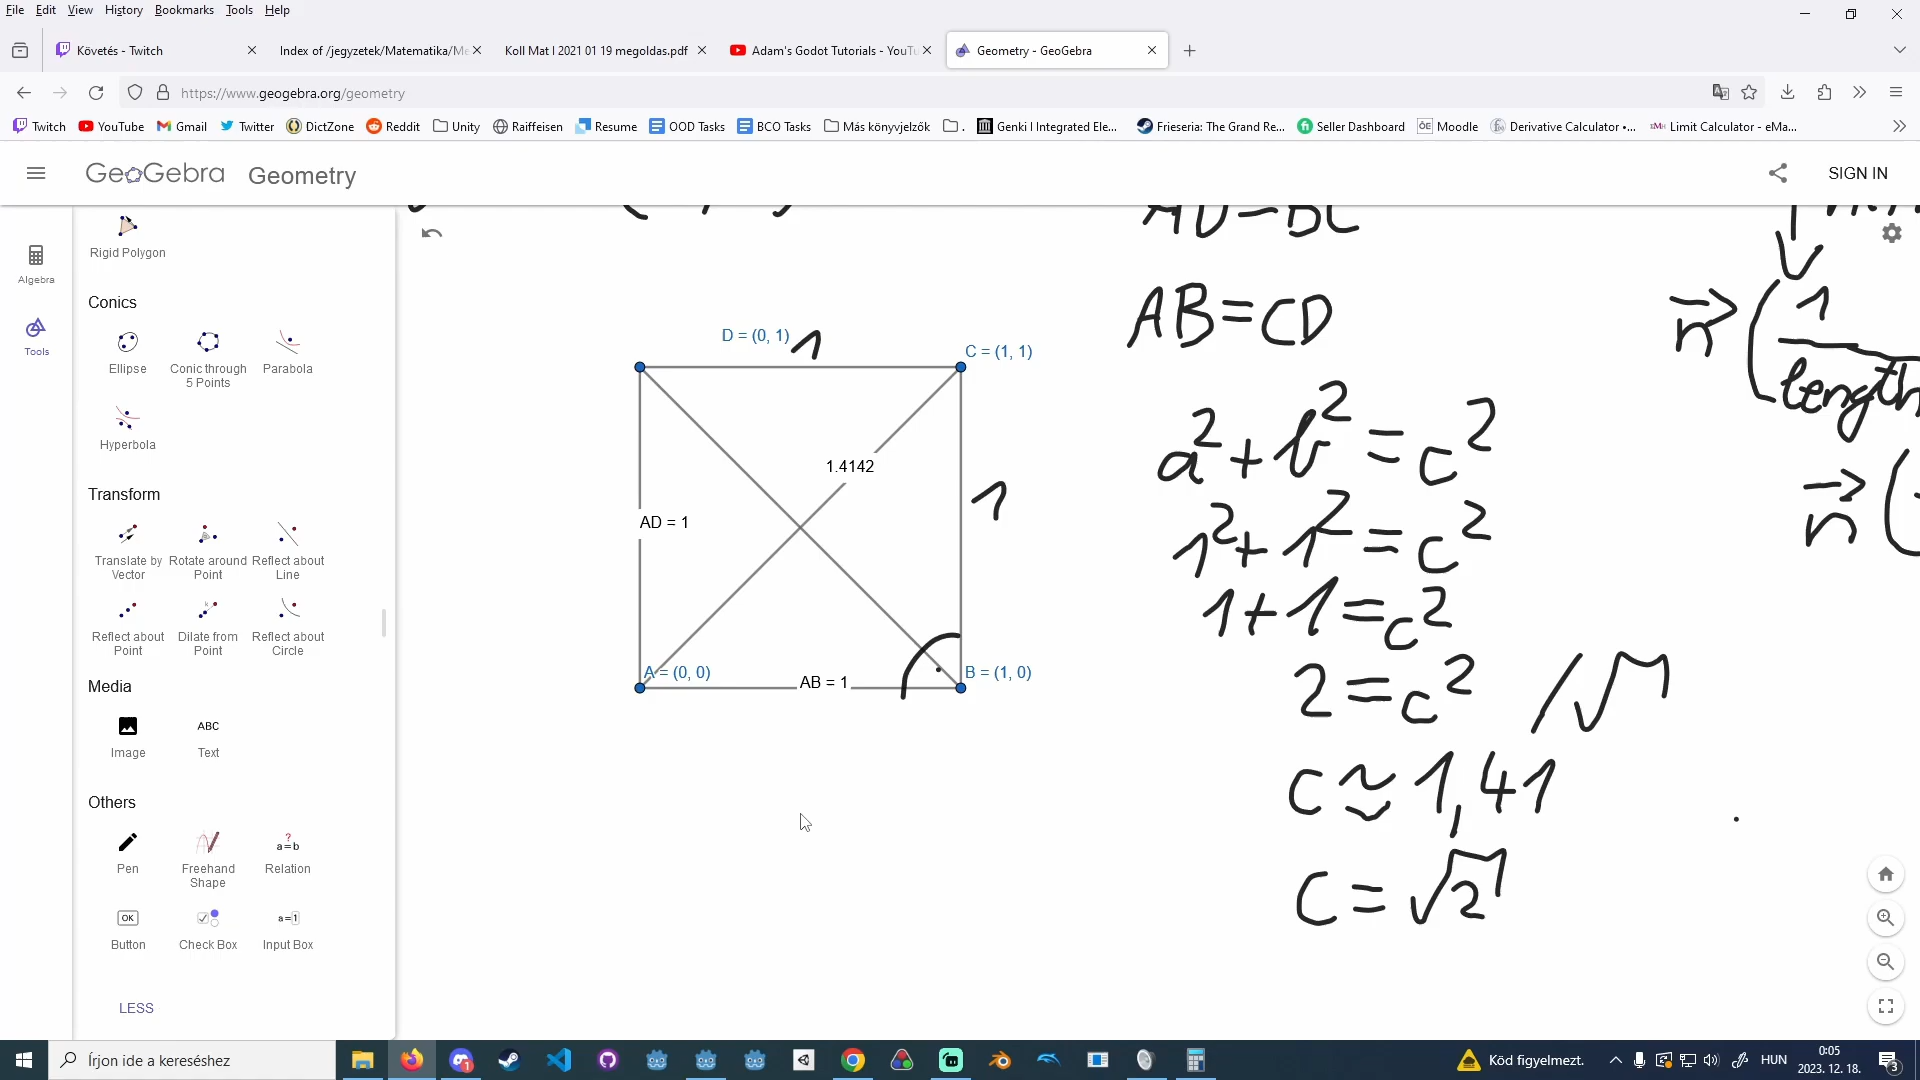 File Edit View History Bookmarks Tools Help
Követés - Twitch
Index of /jegyzetek/Matematika/Me
Koll Mat I 2021 01 19 megoldas.pdf
Adam's Godot Tutorials - YouTu
Geometry - GeoGebra
https://www.geogebra.org/geometry
Twitch YouTube Gmail Twitter DictZone Reddit Unity Raiffeisen Resume OOD Tasks BCO Tasks Más könyvjelzők . Genki I Integrated Ele... Frieseria: The Grand Re... Seller Dashboard Moodle Derivative Calculator •... Limit Calculator - eMa...
GeoGebra Geometry
SIGN IN
Algebra
Tools
Rigid Polygon
Conics
Ellipse
Conic through 5 Points
Parabola
Hyperbola
Transform
Translate by Vector
Rotate around Point
Reflect about Line
Reflect about Point
Dilate from Point
Reflect about Circle
Media
Image
ABC
Text
Others
Pen
Freehand Shape
a=b
Relation
OK
Button
Check Box
a=1
Input Box
LESS
D = (0, 1)
1
C = (1, 1)
1.4142
1
AD = 1
A = (0, 0)
AB = 1
B = (1, 0)
AD=BC
AB=CD
a²+b²=c²
1²+1²=c²
1+1=c²
2=c² /√
c≈1,41
c=√2
n (1
length
n (
Írjon ide a kereséshez
Kód figyelmezt.
HUN
0:05
2023. 12. 18.
3